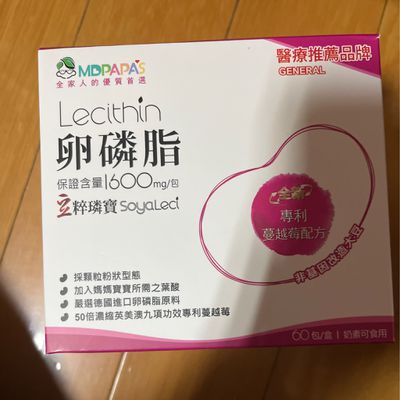 MDPAPA'S
全家人的優質首選
醫療推薦品牌
GENERAL
Lecithin
卵磷脂
保證含量1600mg/包
豆粹璘寶 SoyaLeci
全新
專利
蔓越莓配方
非基因改造大豆
採顆粒粉狀型態
加入媽媽寶寶所需之葉酸
嚴選德國進口卵磷脂原料
50倍濃縮英美澳九項功效專利蔓越莓
60包/盒 | 奶素可食用